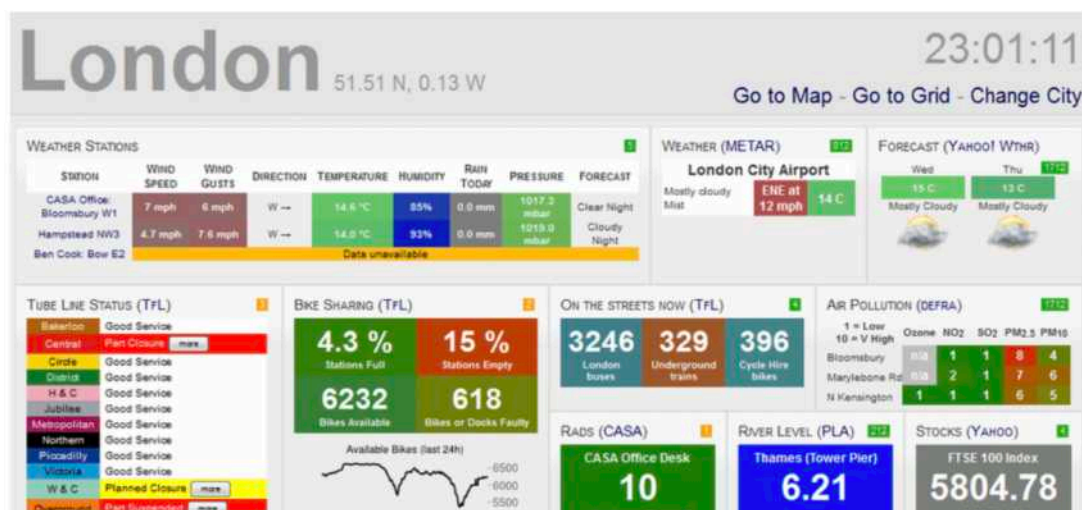 London 51.51 N, 0.13 W
23:01:11
Go to Map - Go to Grid - Change City
WEATHER STATIONS 5
STATION WIND SPEED WIND GUSTS DIRECTION TEMPERATURE HUMIDITY RAIN TODAY PRESSURE FORECAST
CASA Office: Bloomsbury W1 7 mph 6 mph W → 14.6 °C 85% 0.0 mm 1017.3 mbar Clear Night
Hampstead NW3 4.7 mph 7.6 mph W → 14.0 °C 93% 0.0 mm 1019.0 mbar Cloudy Night
Ben Cook: Bow E2 Data unavailable
WEATHER (METAR) 912
London City Airport
Mostly cloudy Mist ENE at 12 mph 14 C
FORECAST (YAHOO! WTHR)
Wed Thu 1712
15 C 13 C
Mostly Cloudy Mostly Cloudy
TUBE LINE STATUS (TFL)
Bakerloo Good Service
Central Part Closure more
Circle Good Service
District Good Service
H & C Good Service
Jubilee Good Service
Metropolitan Good Service
Northern Good Service
Piccadilly Good Service
Victoria Good Service
W & C Planned Closure more
Overground Part Suspended more
BIKE SHARING (TFL)
4.3 % 15 %
Stations Full Stations Empty
6232 618
Bikes Available Bikes or Docks Faulty
Available Bikes (last 24h)
6500
6000
5500
ON THE STREETS NOW (TFL) 4
3246 329 396
London buses Underground trains Cycle Hire bikes
AIR POLLUTION (DEFRA) 1712
1 = Low
10 = V High Ozone NO2 SO2 PM2.5 PM10
Bloomsbury n/a 1 1 8 4
Marylebone Rd n/a 2 1 7 6
N Kensington 1 1 1 6 5
RADS (CASA)
CASA Office Desk
10
RIVER LEVEL (PLA) 212
Thames (Tower Pier)
6.21
STOCKS (YAHOO) 4
FTSE 100 Index
5804.78